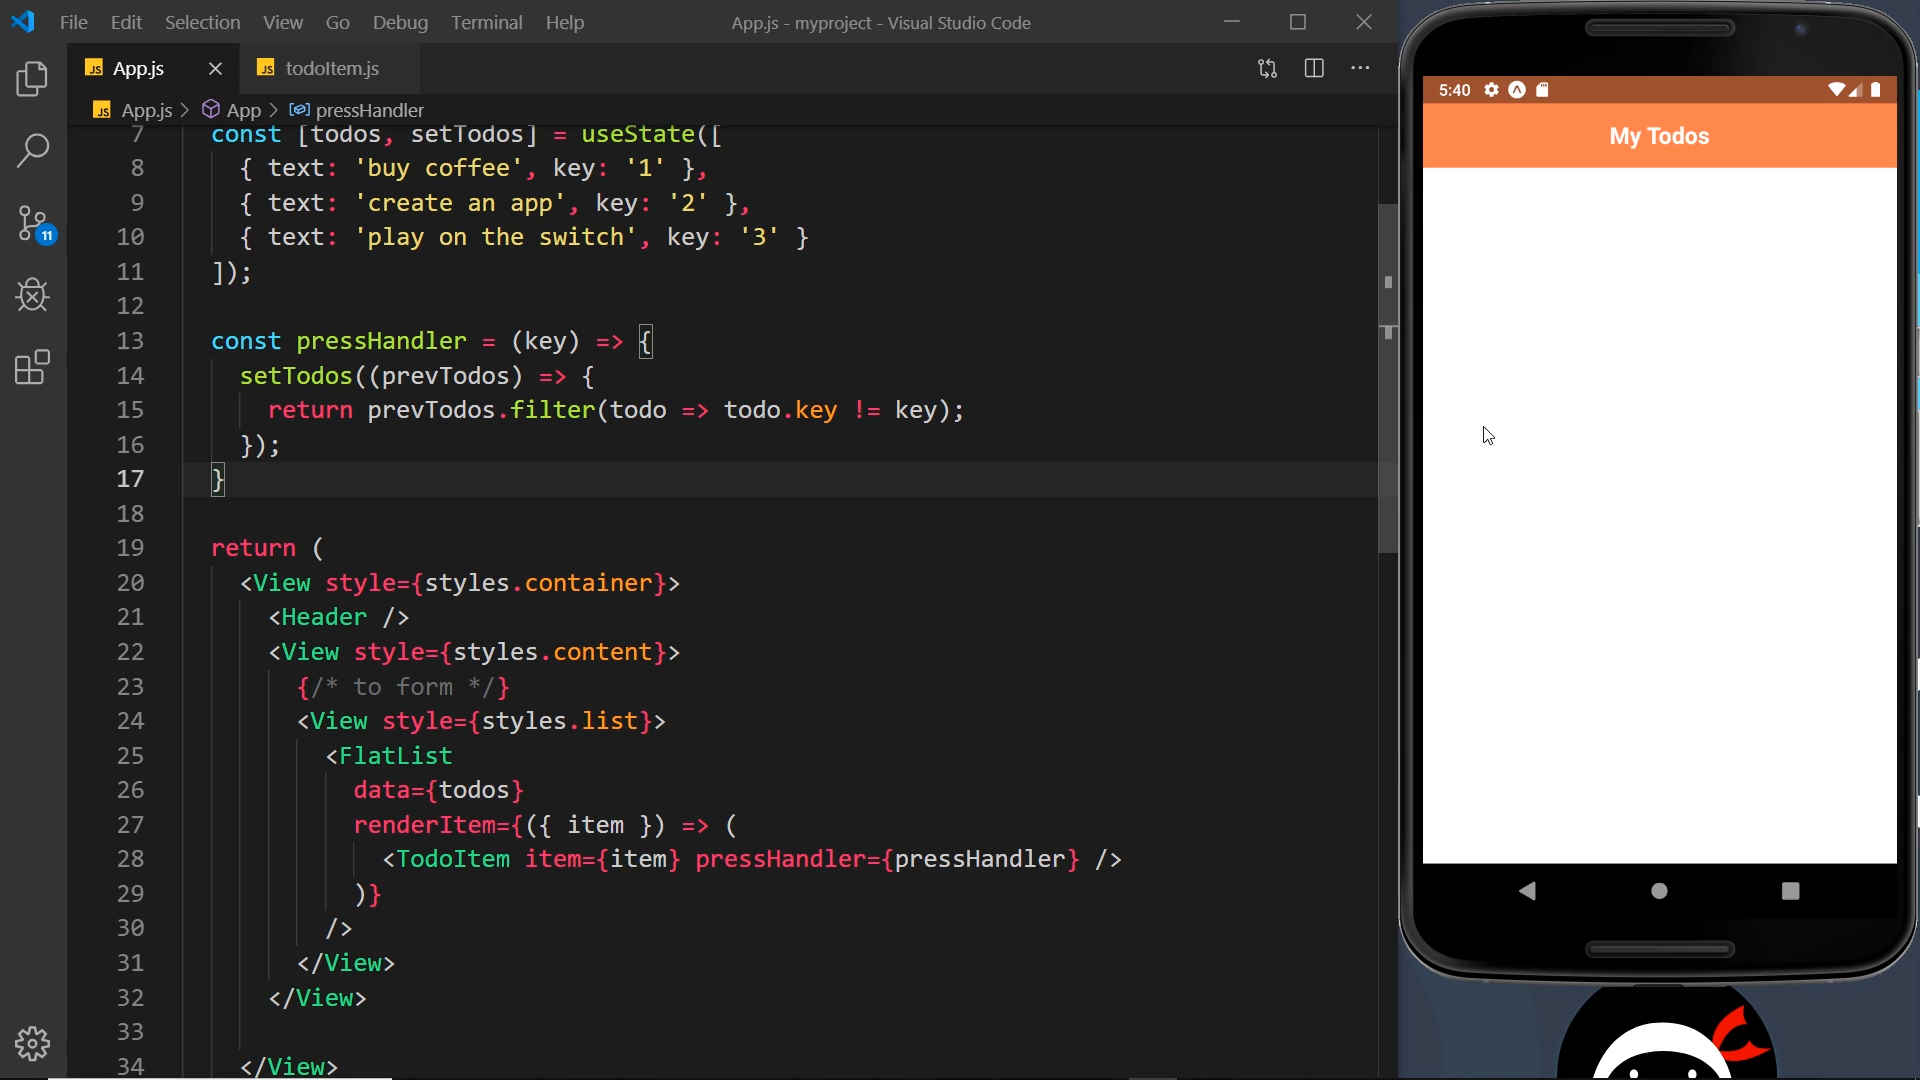 File Edit Selection View Go Debug Terminal Help
App.js - myproject - Visual Studio Code
JS App.js
JS todoItem.js
JS App.js > App > pressHandler
7 const [todos, setTodos] = useState([
8 { text: 'buy coffee', key: '1' },
9 { text: 'create an app', key: '2' },
10 { text: 'play on the switch', key: '3' }
11 ]);
12
13 const pressHandler = (key) => {
14 setTodos((prevTodos) => {
15 return prevTodos.filter(todo => todo.key != key);
16 });
17 }
18
19 return (
20 <View style={styles.container}>
21 <Header />
22 <View style={styles.content}>
23 {/* to form */}
24 <View style={styles.list}>
25 <FlatList
26 data={todos}
27 renderItem={({ item }) => (
28 <TodoItem item={item} pressHandler={pressHandler} />
29 )}
30 />
31 </View>
32 </View>
33
34 </View>
11
5:40
My Todos